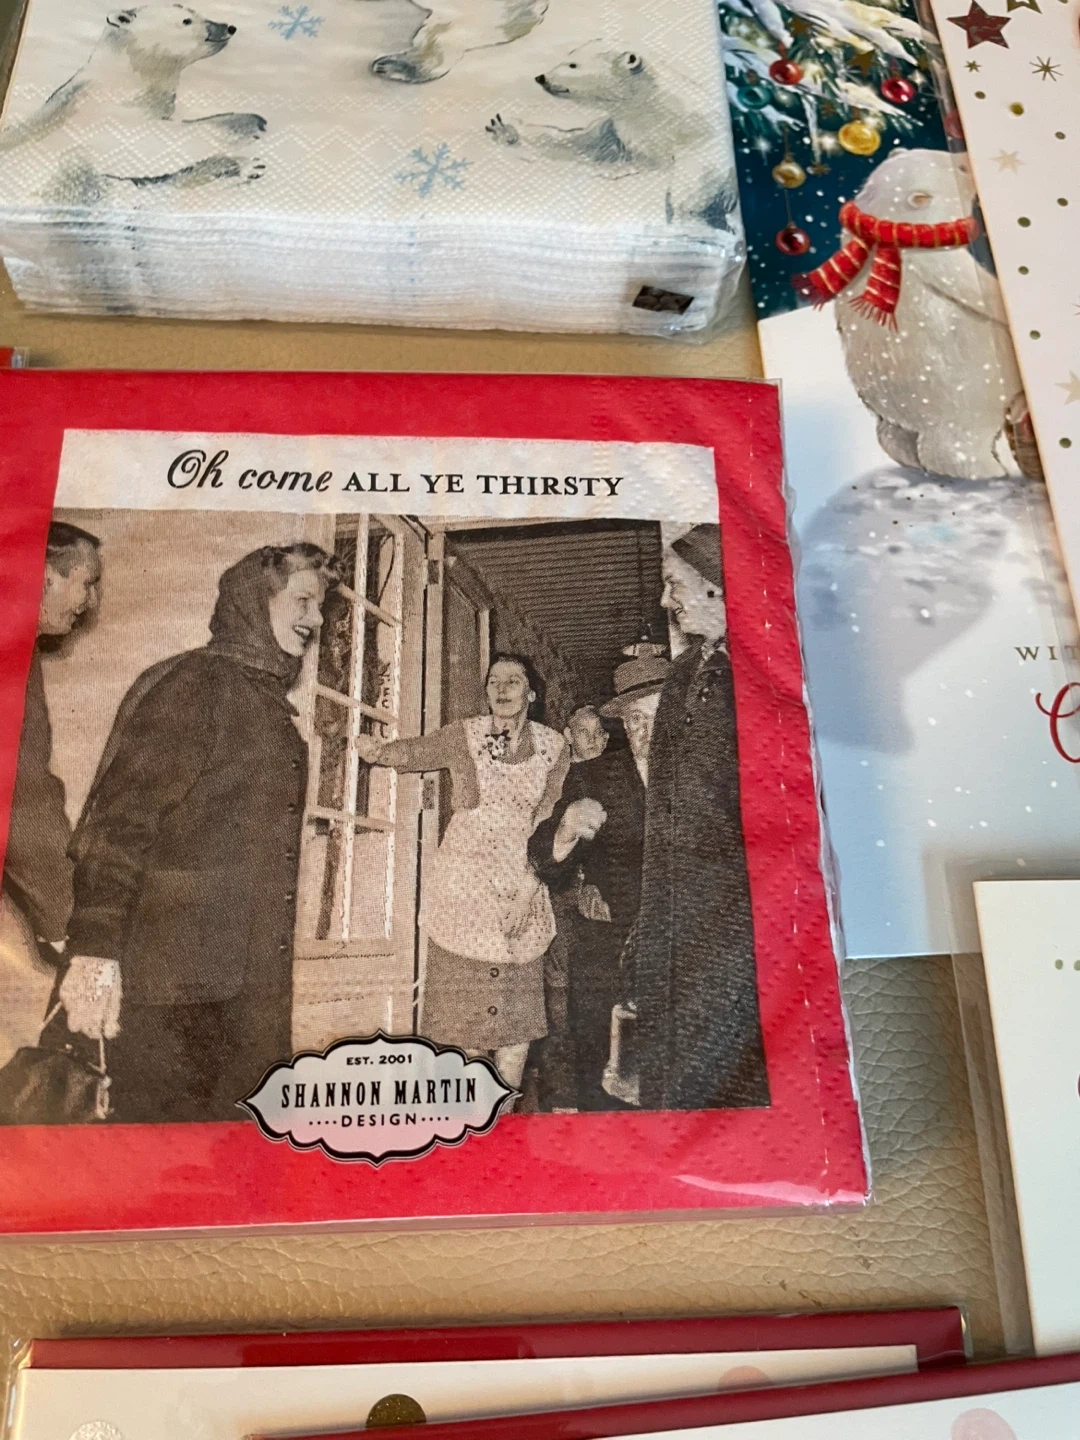 Oh come ALL YE THIRSTY
EST. 2001
SHANNON MARTIN
DESIGN